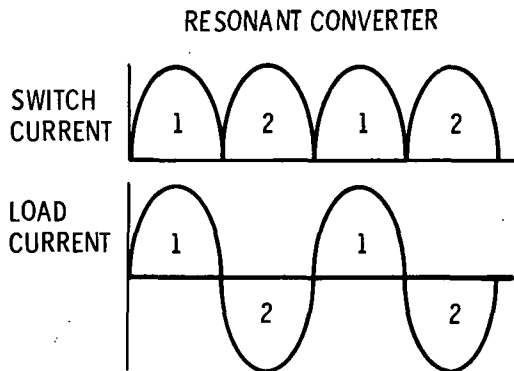 RESONANT CONVERTER
SWITCH
CURRENT
1 2 1 2
LOAD
CURRENT
1 1
2 2